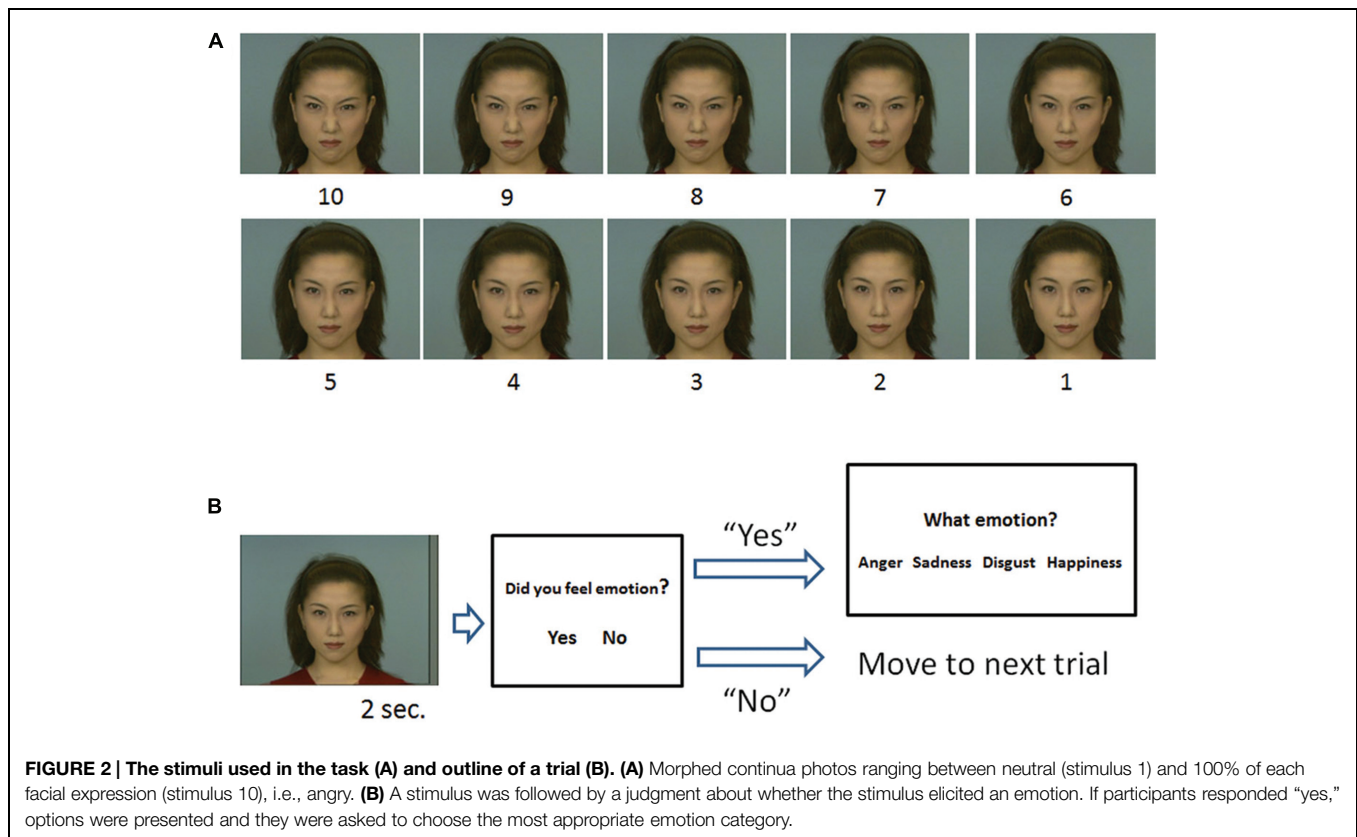 A
10 9 8 7 6
5 4 3 2 1
B
2 sec.
Did you feel emotion?
Yes No
“Yes”
“No”
What emotion?
Anger Sadness Disgust Happiness
Move to next trial
FIGURE 2 | The stimuli used in the task (A) and outline of a trial (B). (A) Morphed continua photos ranging between neutral (stimulus 1) and 100% of each
facial expression (stimulus 10), i.e., angry. (B) A stimulus was followed by a judgment about whether the stimulus elicited an emotion. If participants responded “yes,”
options were presented and they were asked to choose the most appropriate emotion category.